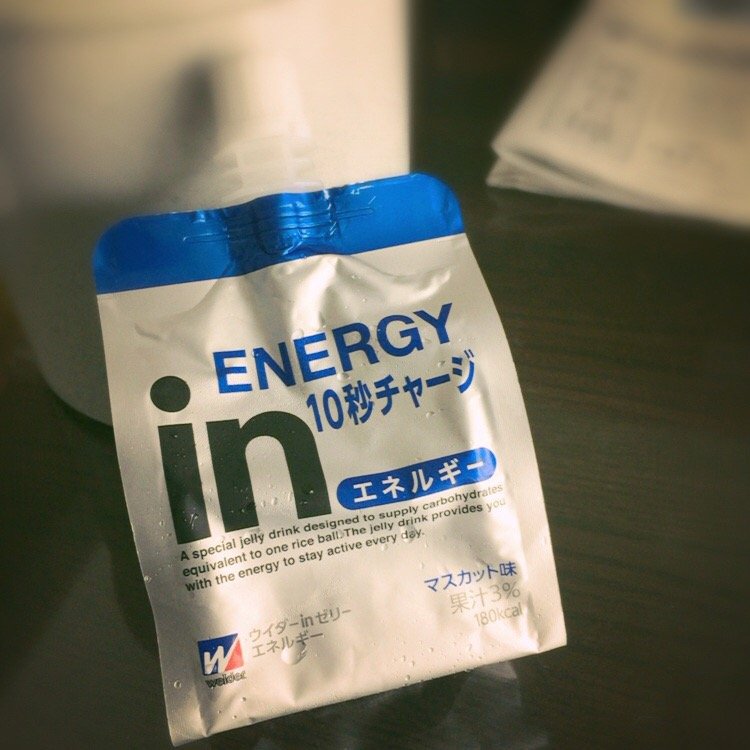 ENERGY
10秒チャージ
in
エネルギー
A special jelly drink designed to supply carbohydrates
equivalent to one rice ball.The jelly drink provides you
with the energy to stay active every day.
マスカット味
果汁3%
180kcal
W
weider
ウイダーinゼリー
エネルギー